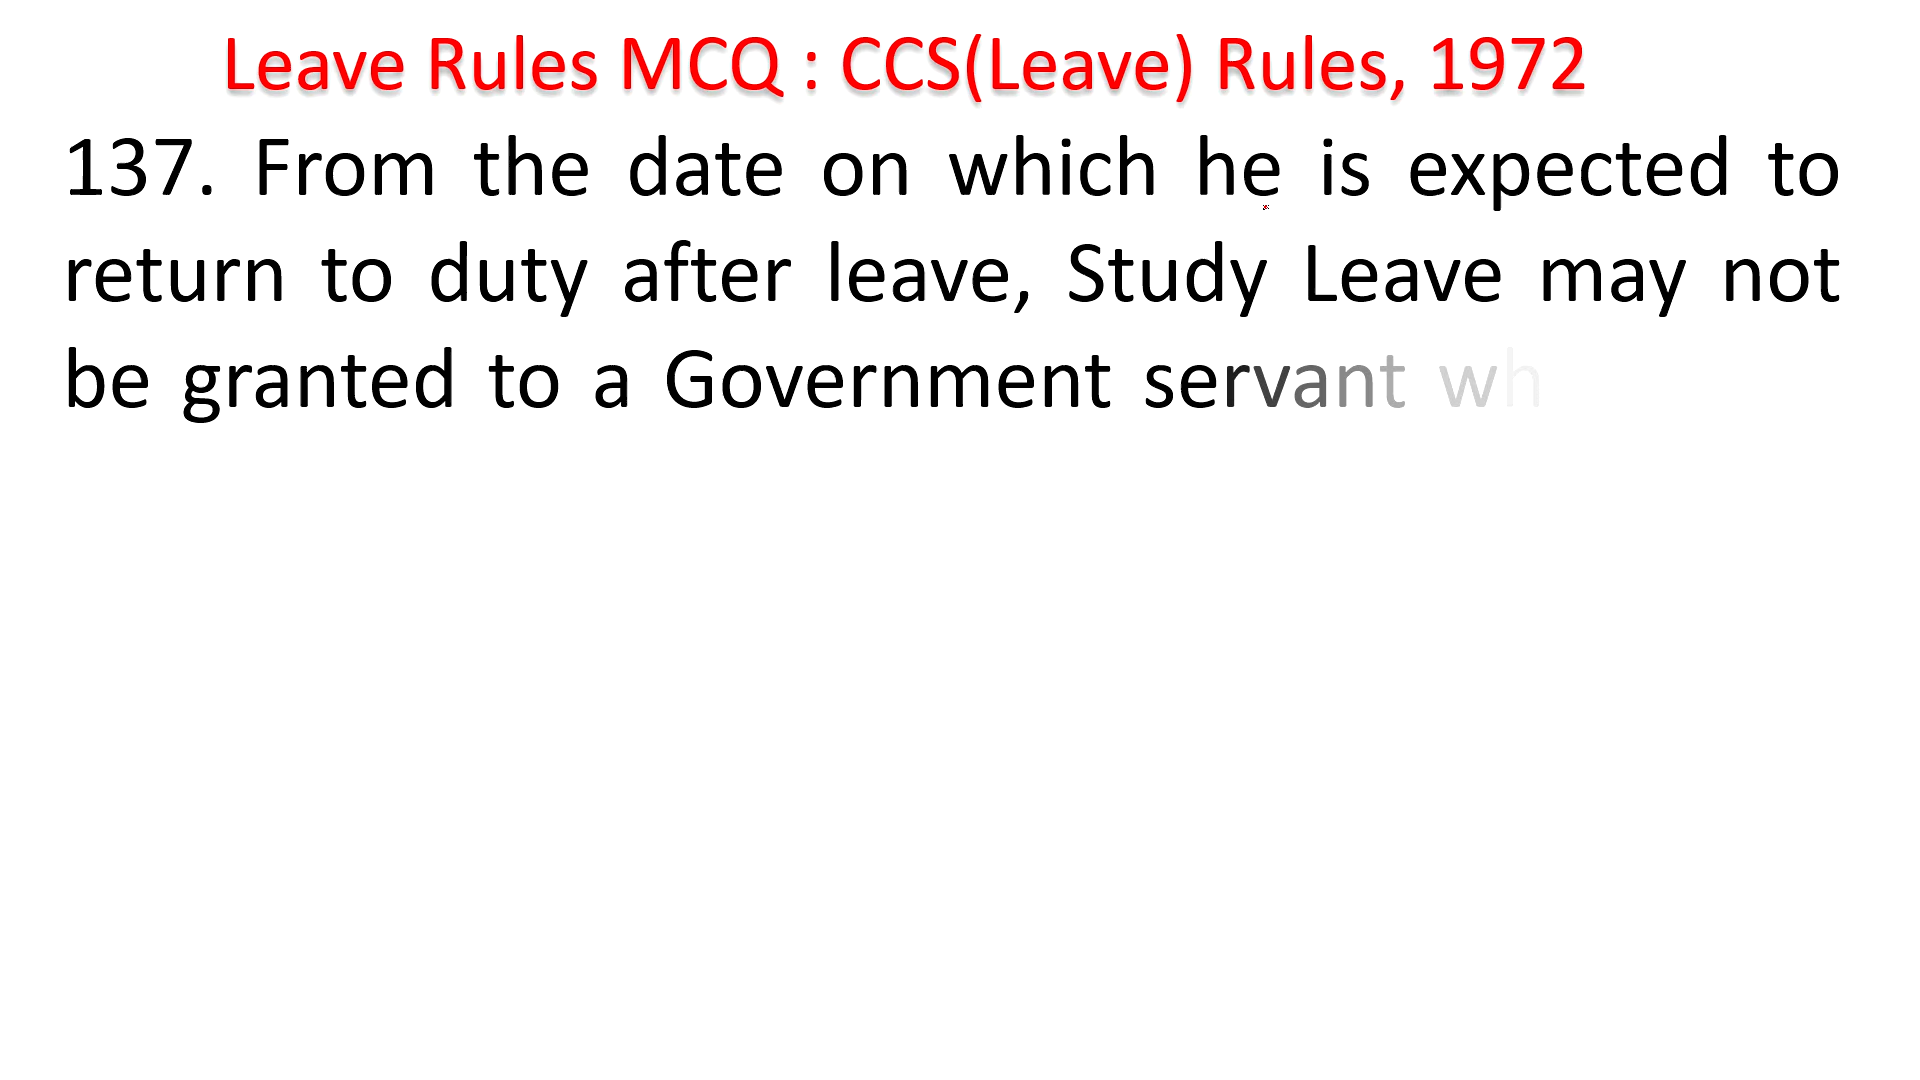 Leave Rules MCQ : CCS(Leave) Rules, 1972
137. From the date on which he is expected to
return to duty after leave, Study Leave may not
be granted to a Government servant wh